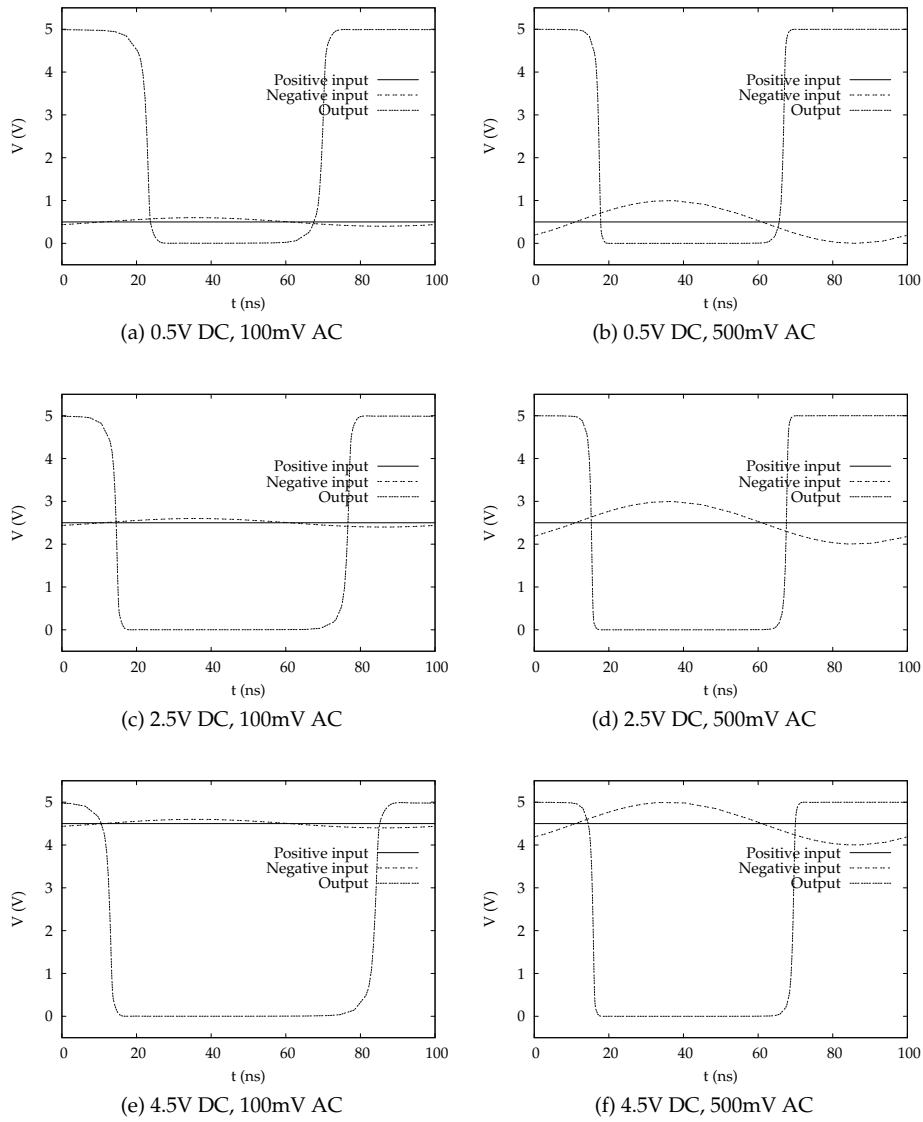 5
4
3
2
1
0
V (V)
Positive input
Negative input
Output
0 20 40 60 80 100
t (ns)
(a) 0.5V DC, 100mV AC
5
4
3
2
1
0
V (V)
Positive input
Negative input
Output
0 20 40 60 80 100
t (ns)
(b) 0.5V DC, 500mV AC
5
4
3
2
1
0
V (V)
Positive input
Negative input
Output
0 20 40 60 80 100
t (ns)
(c) 2.5V DC, 100mV AC
5
4
3
2
1
0
V (V)
Positive input
Negative input
Output
0 20 40 60 80 100
t (ns)
(d) 2.5V DC, 500mV AC
5
4
3
2
1
0
V (V)
Positive input
Negative input
Output
0 20 40 60 80 100
t (ns)
(e) 4.5V DC, 100mV AC
5
4
3
2
1
0
V (V)
Positive input
Negative input
Output
0 20 40 60 80 100
t (ns)
(f) 4.5V DC, 500mV AC